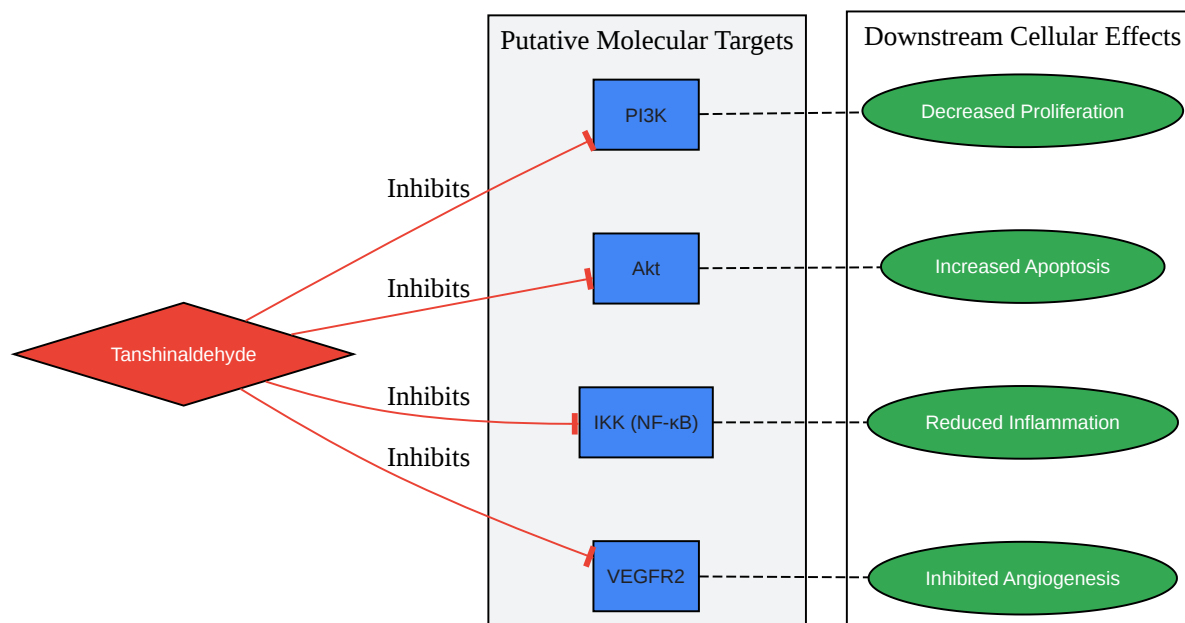 Putative Molecular Targets
Downstream Cellular Effects
PI3K
Decreased Proliferation
Inhibits
Akt
Increased Apoptosis
Inhibits
Tanshinaldehyde
Inhibits
IKK (NF-κB)
Reduced Inflammation
Inhibits
VEGFR2
Inhibited Angiogenesis